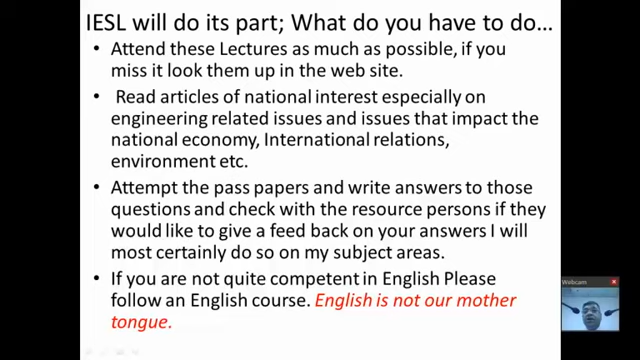 IESL will do its part; What do you have to do…
• Attend these Lectures as much as possible, if you
miss it look them up in the web site.
• Read articles of national interest especially on
engineering related issues and issues that impact the
national economy, International relations,
environment etc.
• Attempt the pass papers and write answers to those
questions and check with the resource persons if they
would like to give a feed back on your answers I will
most certainly do so on my subject areas.
• If you are not quite competent in English Please
follow an English course. English is not our mother
tongue.
Webcam